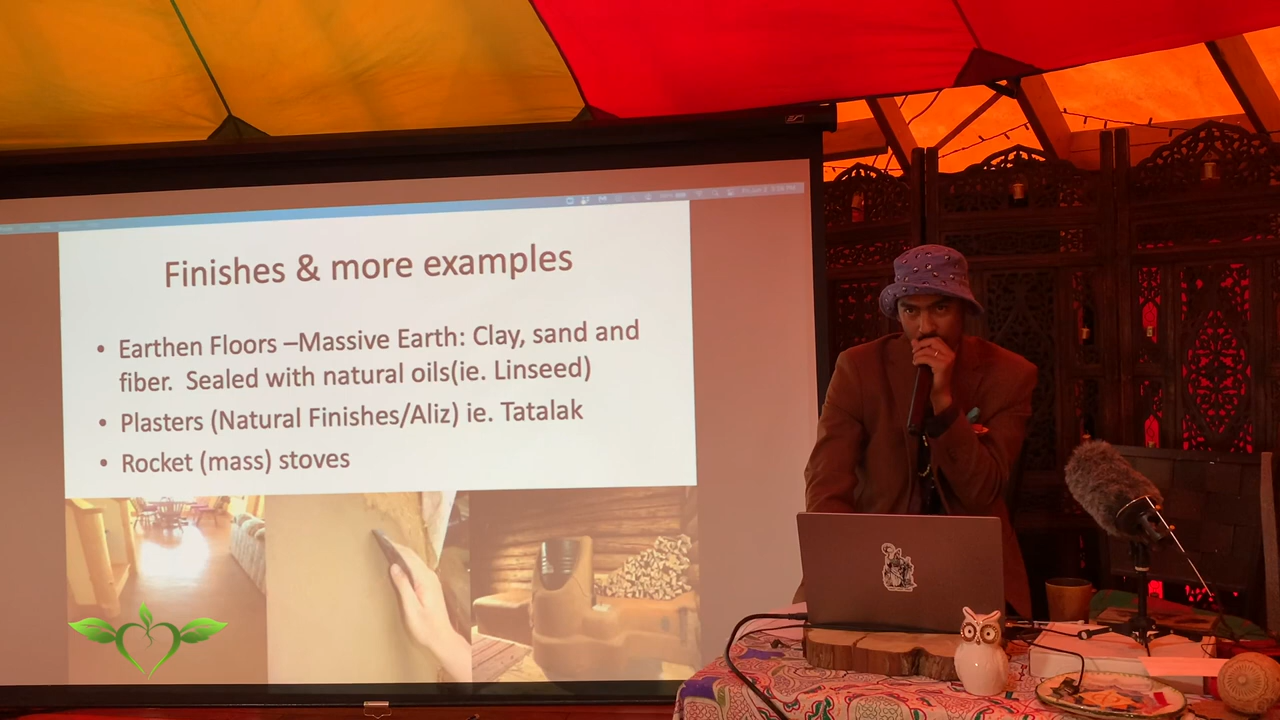 Finishes & more examples
• Earthen Floors –Massive Earth: Clay, sand and
fiber. Sealed with natural oils(ie. Linseed)
• Plasters (Natural Finishes/Aliz) ie. Tatalak
• Rocket (mass) stoves